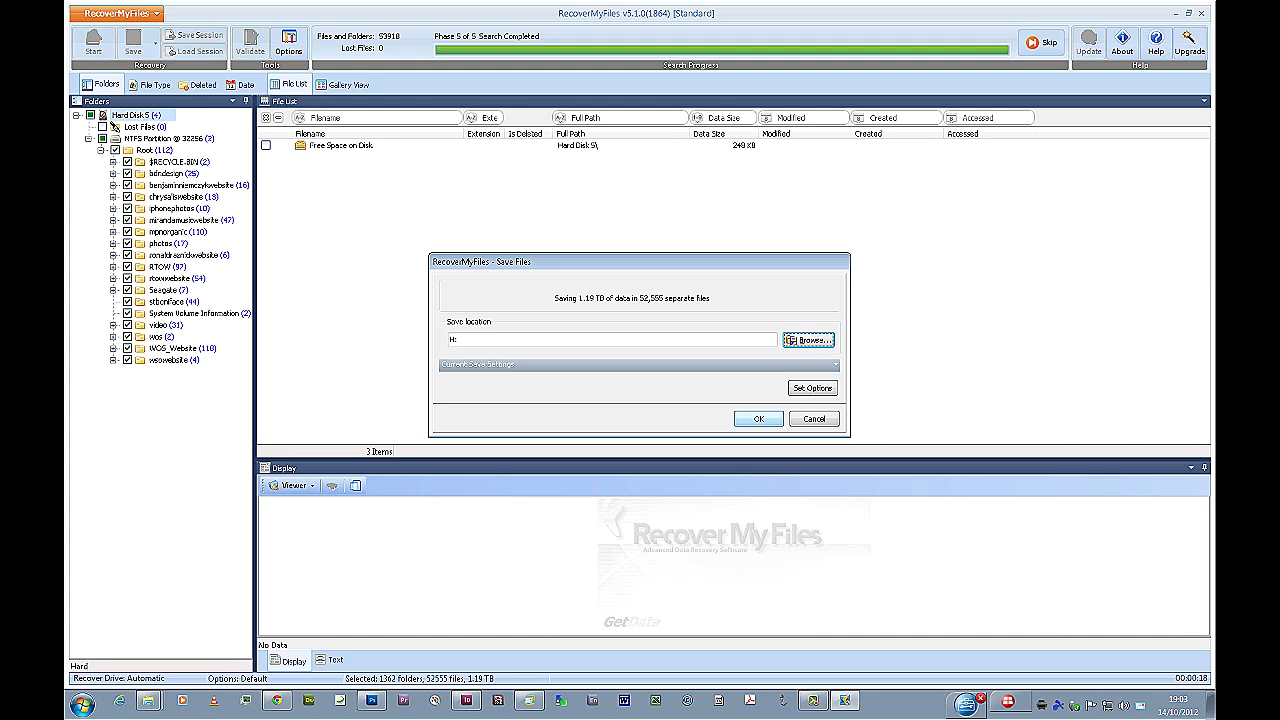 RecoverMyFiles
RecoverMyFiles v5.1.0(1864) [Standard]
Start
Save
Save Session
Load Session
Recovery
Validate
Options
Tools
Files and Folders: 53918
Lost Files: 0
Phase 5 of 5 Search Completed
Search Progress
Skip
Update
About
Help
Upgrade
Help
Folders
File Type
Deleted
Date
File List
Gallery View
Folders
File List
Filename
Exte
Full Path
Data Size
Modified
Created
Accessed
Filename Extension Is Deleted Full Path Data Size Modified Created Accessed
Free Space on Disk Hard Disk 5\ 248 KB
Hard Disk 5 (4)
Lost Files (0)
NTFS Partition @ 32256 (2)
Root (112)
$RECYCLE.BIN (2)
bdndesign (25)
benjaminniemczykwebsite (16)
chrysaliswebsite (13)
iphonephotos (10)
mirandamusicwebsite (47)
mpnorganic (110)
photos (17)
ronaldraznickwebsite (6)
RTOW (97)
rtowwebsite (54)
Seagate (7)
stboniface (44)
System Volume Information (2)
video (31)
wos (2)
WOS_Website (118)
wsowebsite (4)
RecoverMyFiles - Save Files
Saving 1.19 TB of data in 52,555 separate files
Save location
H:
Browse...
Current Save Settings
Set Options
OK
Cancel
3 Items
Display
Viewer
Recover My Files
Advanced Data Recovery Software
GetData
No Data
Display
Text
Hard
Recover Drive: Automatic
Options: Default
Selected: 1362 folders, 52555 files, 1.19 TB
00:00:18
19:03
14/10/2012